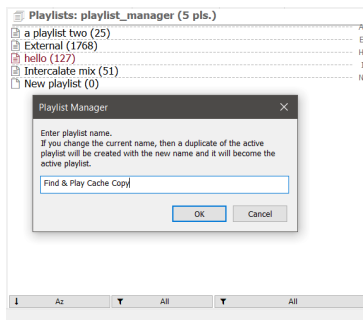 Playlists: playlist_manager (5 pls.)
a playlist two (25)
External (1768)
hello (127)
Intercalate mix (51)
New playlist (0)
A
E
H
I
N
Playlist Manager
Enter playlist name.
If you change the current name, then a duplicate of the active
playlist will be created with the new name and it will become the
active playlist.
Find & Play Cache Copy
OK Cancel
Az All All